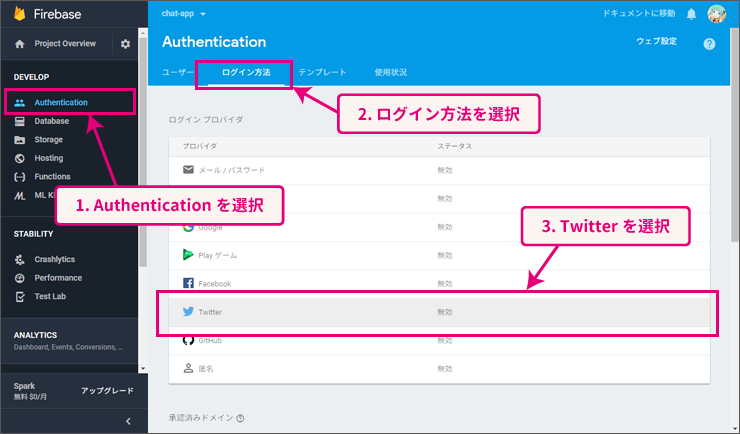 Firebase
Project Overview
DEVELOP
Authentication
Database
Storage
Hosting
Functions
ML
STABILITY
Crashlytics
Performance
Test Lab
ANALYTICS
Dashboard, Events, Conversions, ...
Spark
無料 $0/月
アップグレード
chat-app
ドキュメントに移動
Authentication
ウェブ設定
ユーザー
ログイン方法
テンプレート
使用状況
1. Authentication を選択
2. ログイン方法を選択
3. Twitter を選択
ログイン プロバイダ
プロバイダ ステータス
メール / パスワード 無効
無効
Google
Play ゲーム 無効
Facebook 無効
Twitter 無効
GitHub 無効
匿名 無効
承認済みドメイン